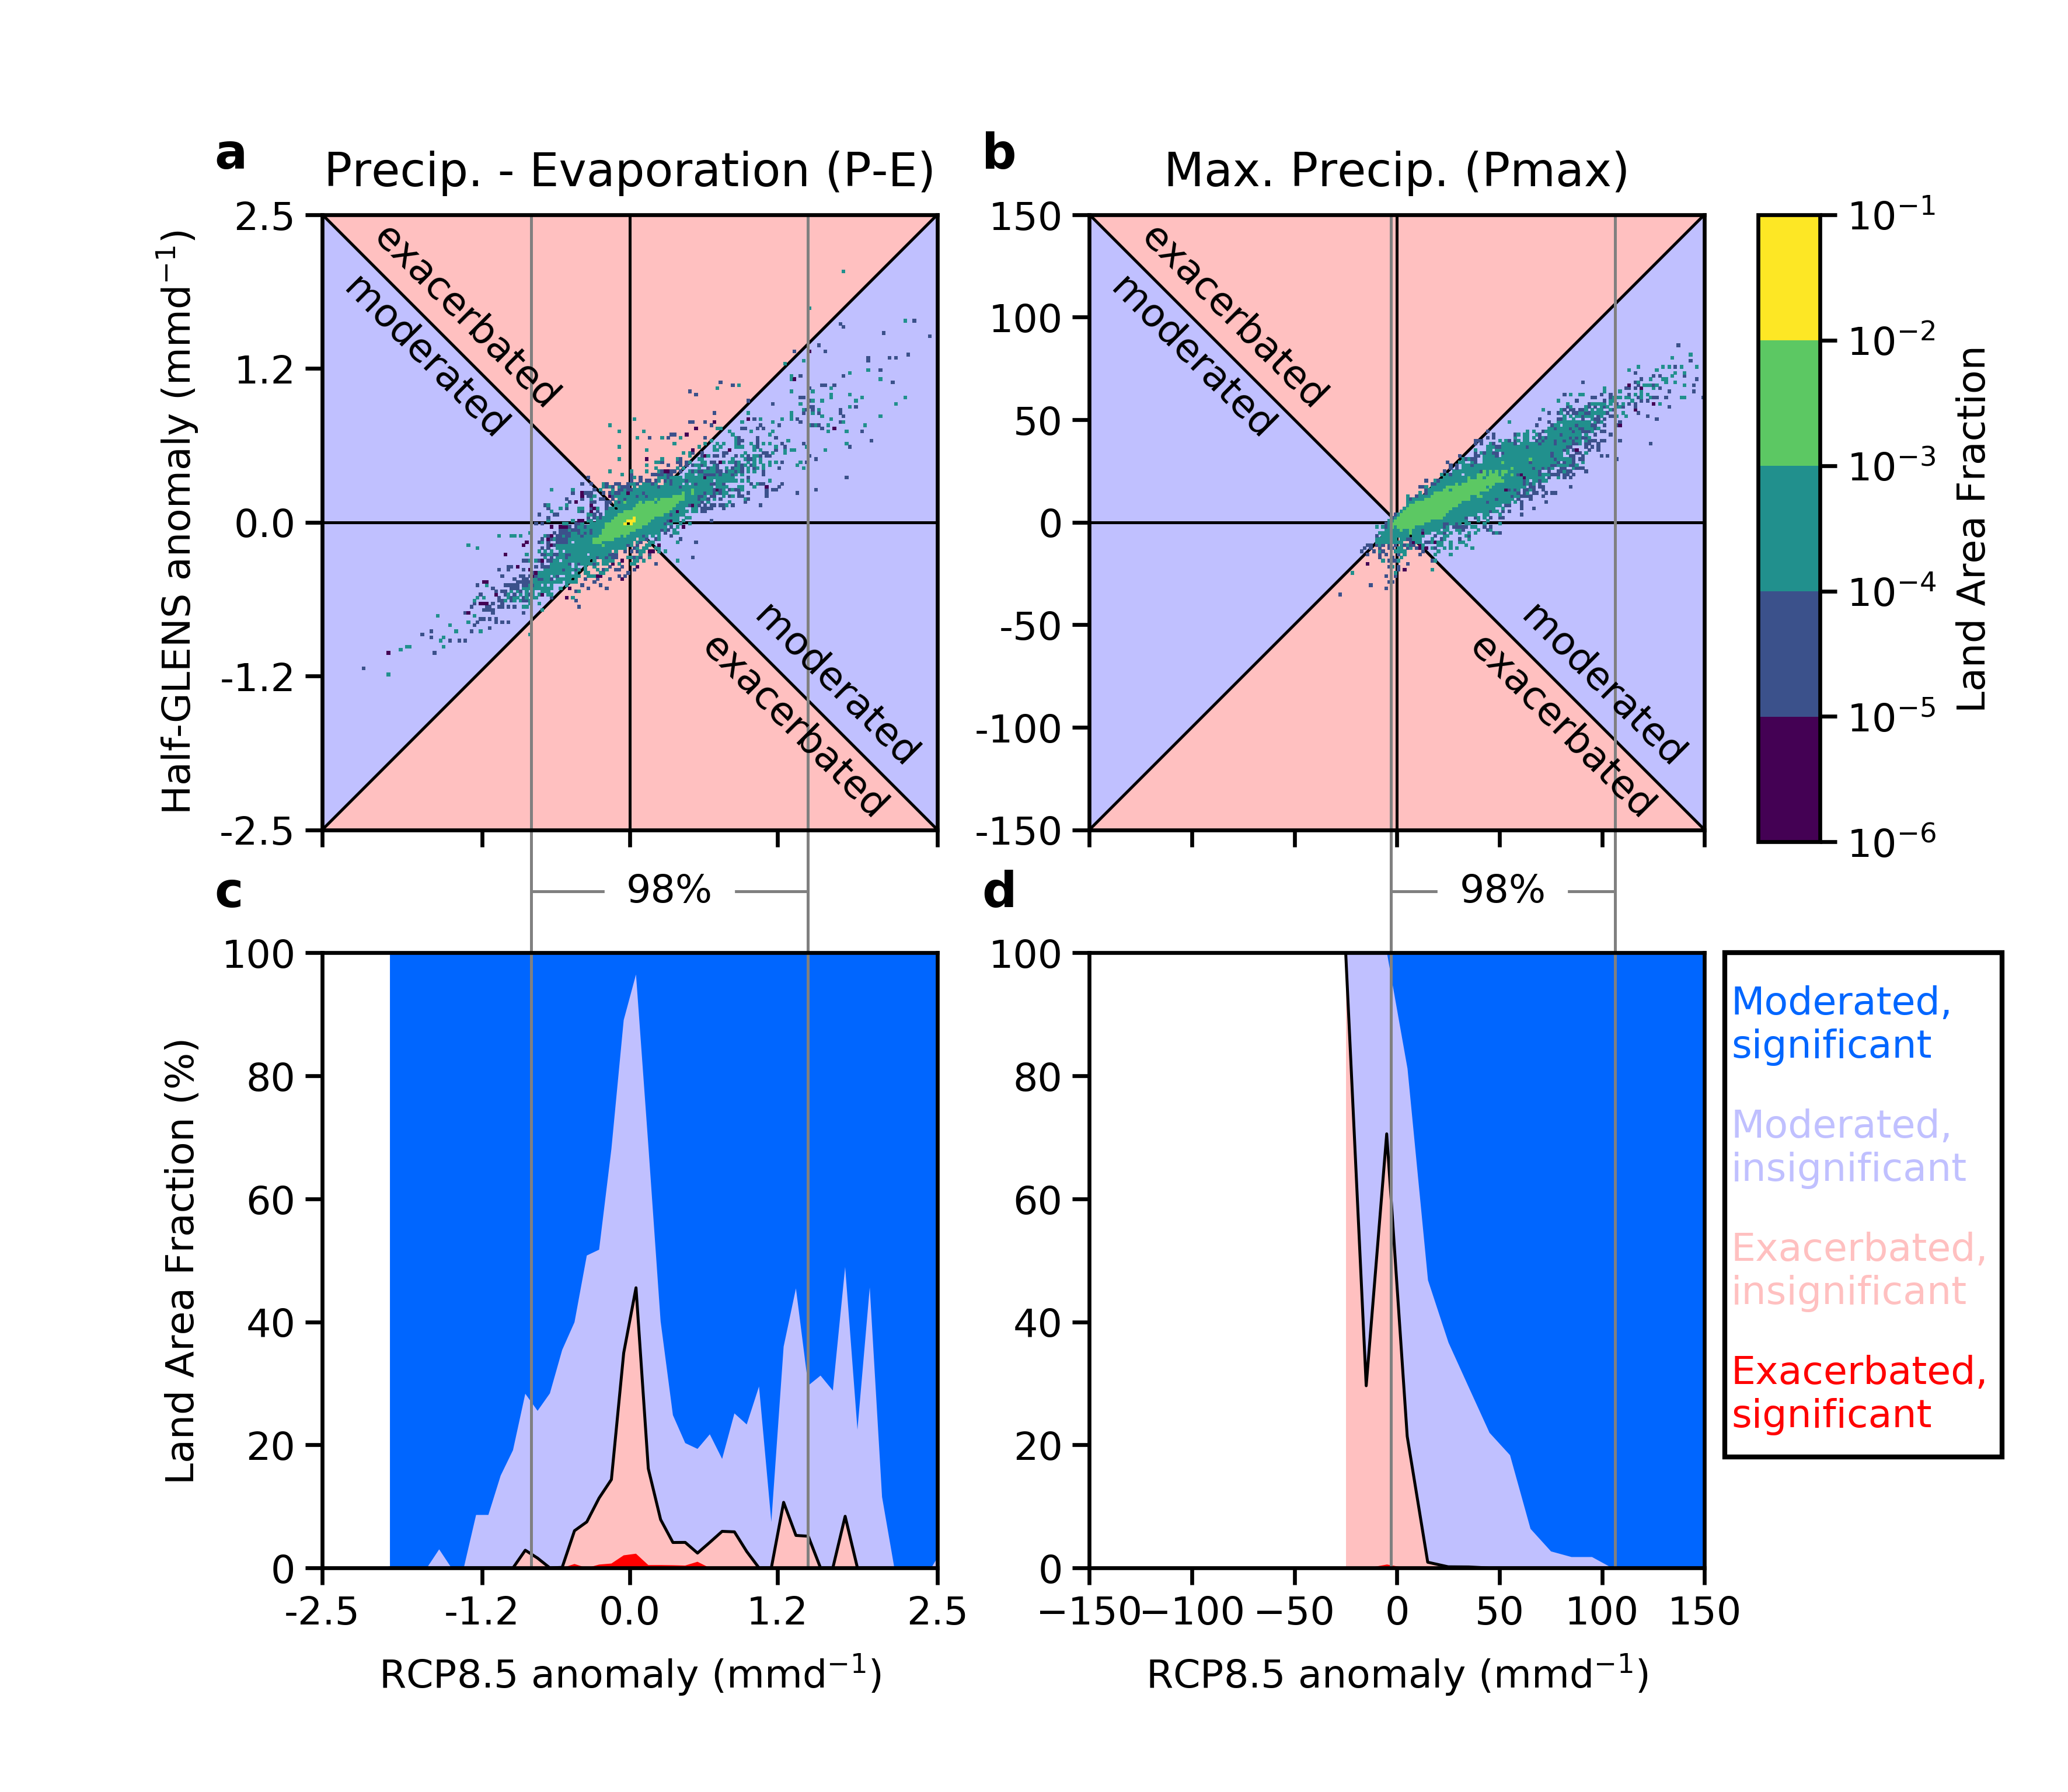 a
Precip. - Evaporation (P-E)
b
Max. Precip. (Pmax)
Half-GLENS anomaly (mmd⁻¹)
2.5
1.2
0.0
-1.2
-2.5
exacerbated
moderated
moderated
exacerbated
150
100
50
0
-50
-100
-150
exacerbated
moderated
moderated
exacerbated
10⁻¹
10⁻²
10⁻³
10⁻⁴
10⁻⁵
10⁻⁶
Land Area Fraction
c
98%
d
98%
Land Area Fraction (%)
100
80
60
40
20
0
-2.5
-1.2
0.0
1.2
2.5
RCP8.5 anomaly (mmd⁻¹)
100
80
60
40
20
0
−150
−100
−50
0
50
100
150
RCP8.5 anomaly (mmd⁻¹)
Moderated,
significant
Moderated,
insignificant
Exacerbated,
insignificant
Exacerbated,
significant